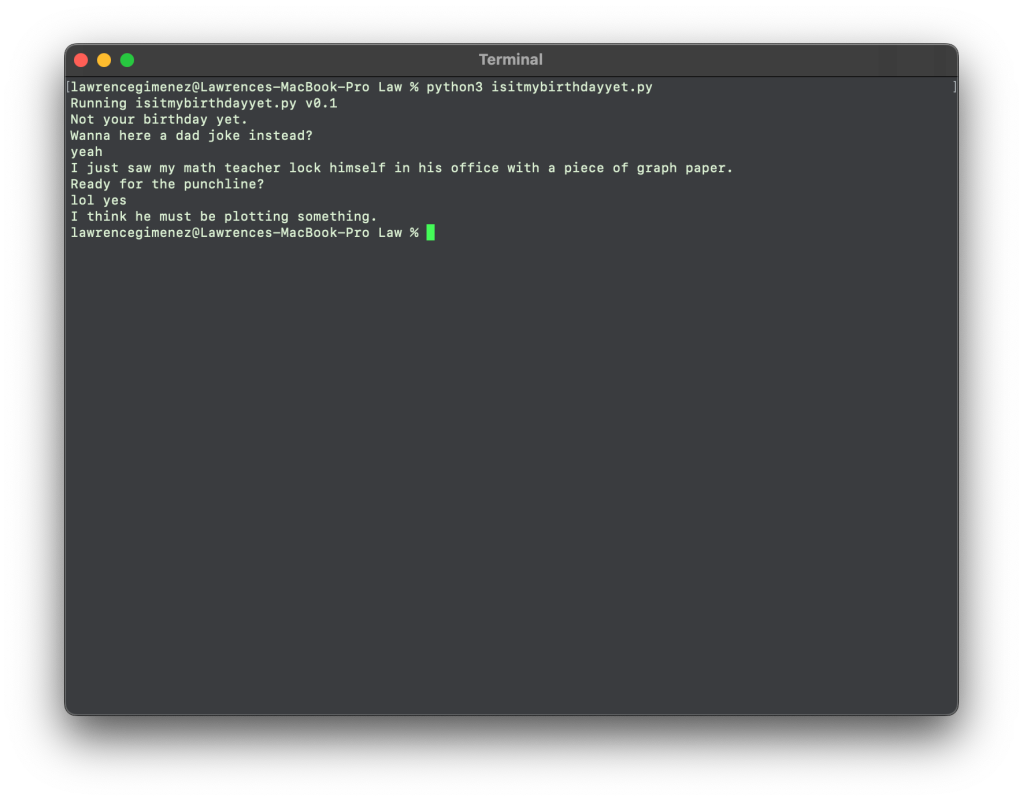 Terminal
[lawrencegimenez@Lawrences-MacBook-Pro Law % python3 isitmybirthdayyet.py ]
Running isitmybirthdayyet.py v0.1
Not your birthday yet.
Wanna here a dad joke instead?
yeah
I just saw my math teacher lock himself in his office with a piece of graph paper.
Ready for the punchline?
lol yes
I think he must be plotting something.
lawrencegimenez@Lawrences-MacBook-Pro Law %